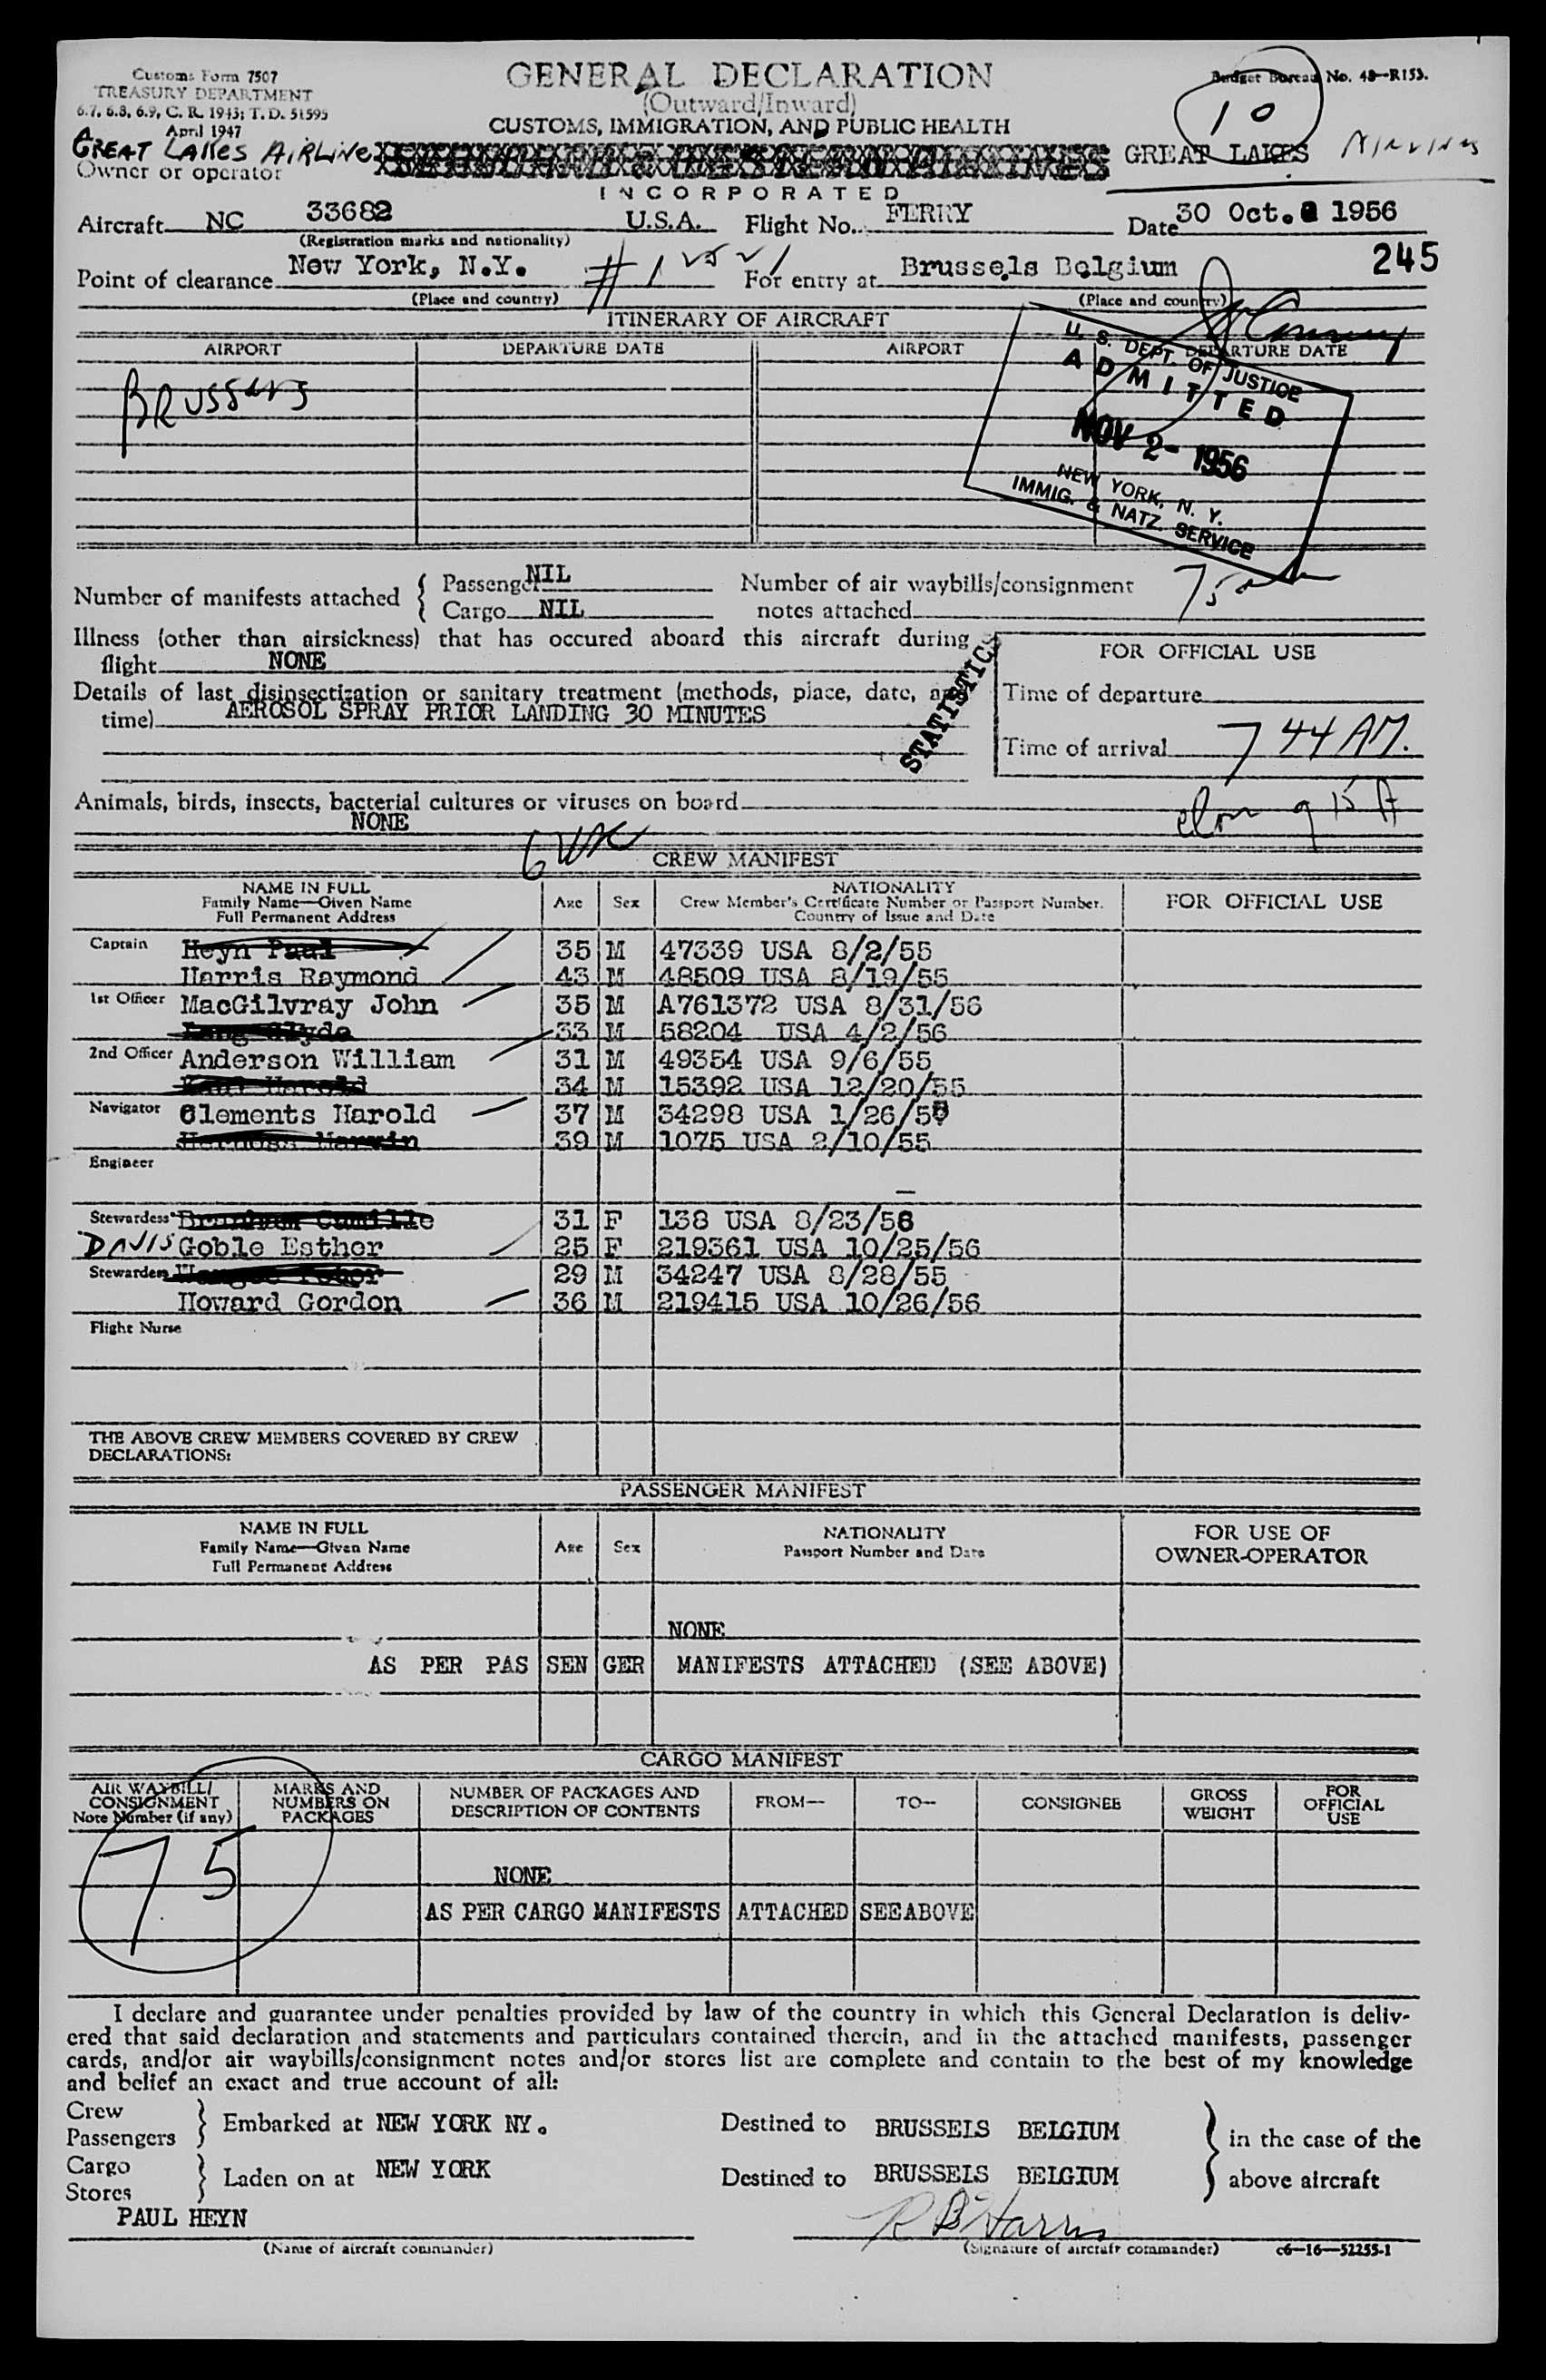 Customs Form 7507
TREASURY DEPARTMENT
6.7, 6.8, 6.9, C. R. 1943; T. D. 51595
April 1947
GENERAL DECLARATION
(Outward/Inward)
CUSTOMS, IMMIGRATION, AND PUBLIC HEALTH
Budget Bureau No. 48—R153.
10
GREAT LAKES AIRLINES
GREAT LAKES
Owner or operator
INCORPORATED
Aircraft NC 33682 U.S.A. Flight No. FERRY Date 30 Oct. 1956
(Registration marks and nationality)
245
Point of clearance New York, N.Y. For entry at Brussels Belgium
(Place and country) (Place and country)
ITINERARY OF AIRCRAFT
AIRPORT DEPARTURE DATE AIRPORT DEPARTURE DATE
BRUSSELS
U. S. DEPT. OF JUSTICE
ADMITTED
NOV 2- 1956
NEW YORK, N. Y.
IMMIG. & NATZ. SERVICE
Number of manifests attached { Passenger NIL Number of air waybills/consignment
Cargo NIL notes attached
Illness (other than airsickness) that has occured aboard this aircraft during
flight NONE
Details of last disinsectization or sanitary treatment (methods, place, date, and
time) AEROSOL SPRAY PRIOR LANDING 30 MINUTES
STATISTICS
FOR OFFICIAL USE
Time of departure
Time of arrival 7 44 AM.
Animals, birds, insects, bacterial cultures or viruses on board
NONE
CREW MANIFEST
NAME IN FULL
Family Name—Given Name
Full Permanent Address
Age Sex
NATIONALITY
Crew Member's Certificate Number or Passport Number.
Country of Issue and Date
FOR OFFICIAL USE
Captain Heyn Paul 35 M 47339 USA 8/2/55
Harris Raymond 43 M 48509 USA 8/19/55
1st Officer MacGilvray John 35 M A761372 USA 8/31/56
Clyde 33 M 58204 USA 4/2/56
2nd Officer Anderson William 31 M 49354 USA 9/6/55
Harold 34 M 15392 USA 12/20/55
Navigator Clements Harold 37 M 34298 USA 1/26/55
39 M 1075 USA 2/10/55
Engineer
Stewardess 31 F 138 USA 8/23/56
DAVIS Goble Esther 25 F 219361 USA 10/25/56
Stewardess 29 M 34247 USA 8/28/55
Howard Gordon 36 M 219415 USA 10/26/56
Flight Nurse
THE ABOVE CREW MEMBERS COVERED BY CREW
DECLARATIONS:
PASSENGER MANIFEST
NAME IN FULL
Family Name—Given Name
Full Permanent Address
Age Sex
NATIONALITY
Passport Number and Date
FOR USE OF
OWNER-OPERATOR
NONE
AS PER PAS SEN GER MANIFESTS ATTACHED (SEE ABOVE)
CARGO MANIFEST
AIR WAYBILL/
CONSIGNMENT
Note Number (if any)
MARKS AND
NUMBERS ON
PACKAGES
NUMBER OF PACKAGES AND
DESCRIPTION OF CONTENTS
FROM— TO— CONSIGNEE
GROSS
WEIGHT
FOR
OFFICIAL
USE
75
NONE
AS PER CARGO MANIFESTS ATTACHED SEEABOVE
I declare and guarantee under penalties provided by law of the country in which this General Declaration is deliv-
ered that said declaration and statements and particulars contained therein, and in the attached manifests, passenger
cards, and/or air waybills/consignment notes and/or stores list are complete and contain to the best of my knowledge
and belief an exact and true account of all:
Crew
Passengers } Embarked at NEW YORK NY. Destined to BRUSSELS BELGIUM } in the case of the
Cargo
Stores } Laden on at NEW YORK Destined to BRUSSELS BELGIUM above aircraft
PAUL HEYN R B Harris
(Name of aircraft commander) (Signature of aircraft commander) c6—16—52255-1